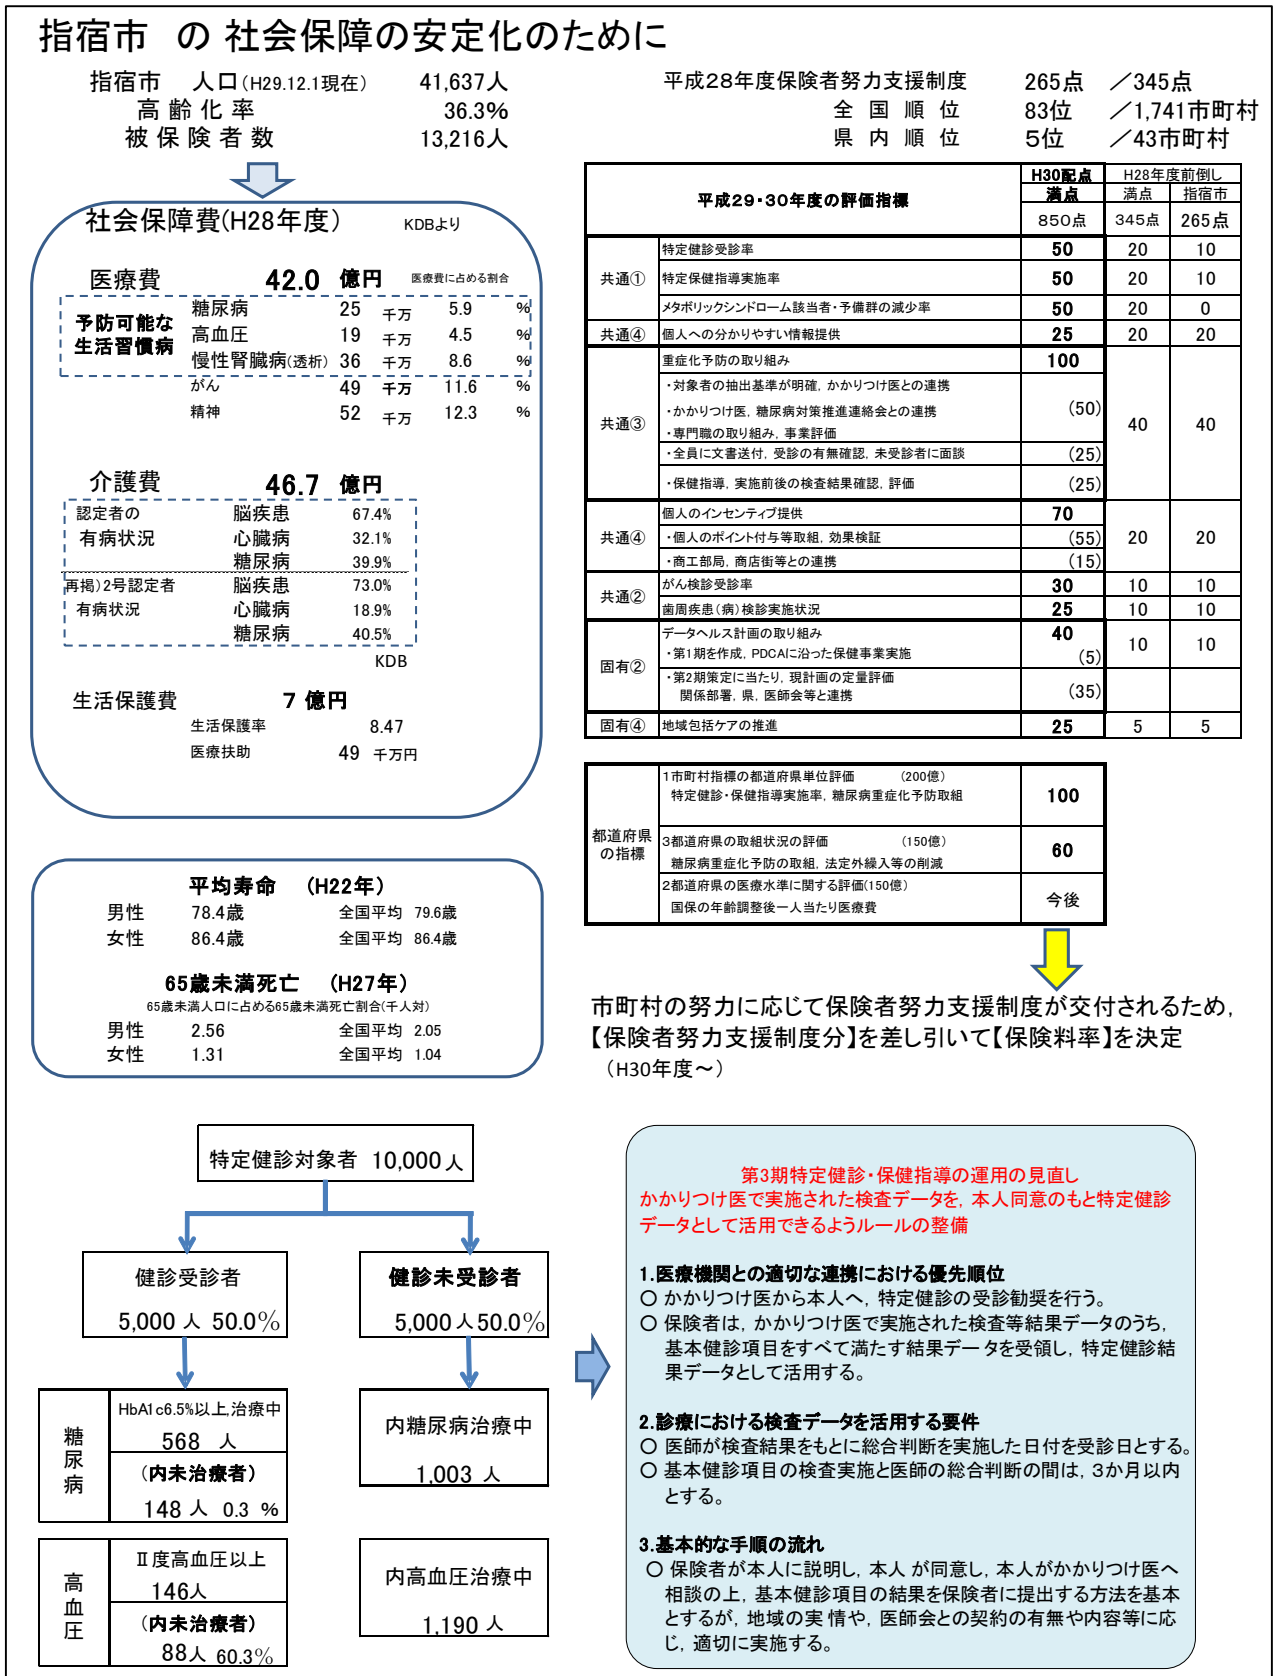 指宿市　の 社会保障の安定化のために
指宿市　人口(H29.12.1現在)　41,637人
高 齢 化 率　36.3%
被 保 険 者 数　13,216人
平成28年度保険者努力支援制度　265点　／345点
全 国 順 位　83位　／1,741市町村
県 内 順 位　5位　／43市町村
社会保障費(H28年度)　KDBより
医療費　42.0 億円　医療費に占める割合
予防可能な
生活習慣病
糖尿病　25 千万　5.9 %
高血圧　19 千万　4.5 %
慢性腎臓病(透析)　36 千万　8.6 %
がん　49 千万　11.6 %
精神　52 千万　12.3 %
介護費　46.7 億円
認定者の
有病状況
脳疾患　67.4%
心臓病　32.1%
糖尿病　39.9%
再掲)2号認定者
有病状況
脳疾患　73.0%
心臓病　18.9%
糖尿病　40.5%
KDB
生活保護費　7 億円
生活保護率　8.47
医療扶助　49 千万円
平均寿命　(H22年)
男性　78.4歳　全国平均 79.6歳
女性　86.4歳　全国平均 86.4歳
65歳未満死亡　(H27年)
65歳未満人口に占める65歳未満死亡割合(千人対)
男性　2.56　全国平均 2.05
女性　1.31　全国平均 1.04
平成29・30年度の評価指標　H30配点　H28年度前倒し
満点　満点　指宿市
850点　345点　265点
共通①
特定健診受診率　50　20　10
特定保健指導実施率　50　20　10
メタボリックシンドローム該当者・予備群の減少率　50　20　0
共通④　個人への分かりやすい情報提供　25　20　20
共通③
重症化予防の取り組み　100　40　40
・対象者の抽出基準が明確, かかりつけ医との連携
・かかりつけ医, 糖尿病対策推進連絡会との連携　(50)
・専門職の取り組み, 事業評価
・全員に文書送付, 受診の有無確認, 未受診者に面談　(25)
・保健指導, 実施前後の検査結果確認, 評価　(25)
共通④
個人のインセンティブ提供　70　20　20
・個人のポイント付与等取組, 効果検証　(55)
・商工部局, 商店街等との連携　(15)
共通②
がん検診受診率　30　10　10
歯周疾患(病)検診実施状況　25　10　10
固有②
データヘルス計画の取り組み　40　10　10
・第1期を作成, PDCAに沿った保健事業実施　(5)
・第2期策定に当たり, 現計画の定量評価
関係部署, 県, 医師会等と連携　(35)
固有④　地域包括ケアの推進　25　5　5
都道府県
の指標
1市町村指標の都道府県単位評価　(200億)
特定健診・保健指導実施率, 糖尿病重症化予防取組　100
3都道府県の取組状況の評価　(150億)
糖尿病重症化予防の取組, 法定外繰入等の削減　60
2都道府県の医療水準に関する評価(150億)
国保の年齢調整後一人当たり医療費　今後
市町村の努力に応じて保険者努力支援制度が交付されるため,
【保険者努力支援制度分】を差し引いて【保険料率】を決定
(H30年度～)
特定健診対象者 10,000人
健診受診者
5,000 人 50.0%
健診未受診者
5,000 人 50.0%
糖尿病
HbA1c6.5%以上,治療中
568 人
(内未治療者)
148 人 0.3 %
内糖尿病治療中
1,003 人
高血圧
Ⅱ度高血圧以上
146人
(内未治療者)
88人 60.3%
内高血圧治療中
1,190 人
第3期特定健診・保健指導の運用の見直し
かかりつけ医で実施された検査データを, 本人同意のもと特定健診
データとして活用できるようルールの整備
1.医療機関との適切な連携における優先順位
○ かかりつけ医から本人へ, 特定健診の受診勧奨を行う。
○ 保険者は, かかりつけ医で実施された検査等結果データのうち,
基本健診項目をすべて満たす結果データを受領し, 特定健診結
果データとして活用する。
2.診療における検査データを活用する要件
○ 医師が検査結果をもとに総合判断を実施した日付を受診日とする。
○ 基本健診項目の検査実施と医師の総合判断の間は, 3か月以内
とする。
3.基本的な手順の流れ
○ 保険者が本人に説明し, 本人が同意し, 本人がかかりつけ医へ
相談の上, 基本健診項目の結果を保険者に提出する方法を基本
とするが, 地域の実情や, 医師会との契約の有無や内容等に応
じ, 適切に実施する。